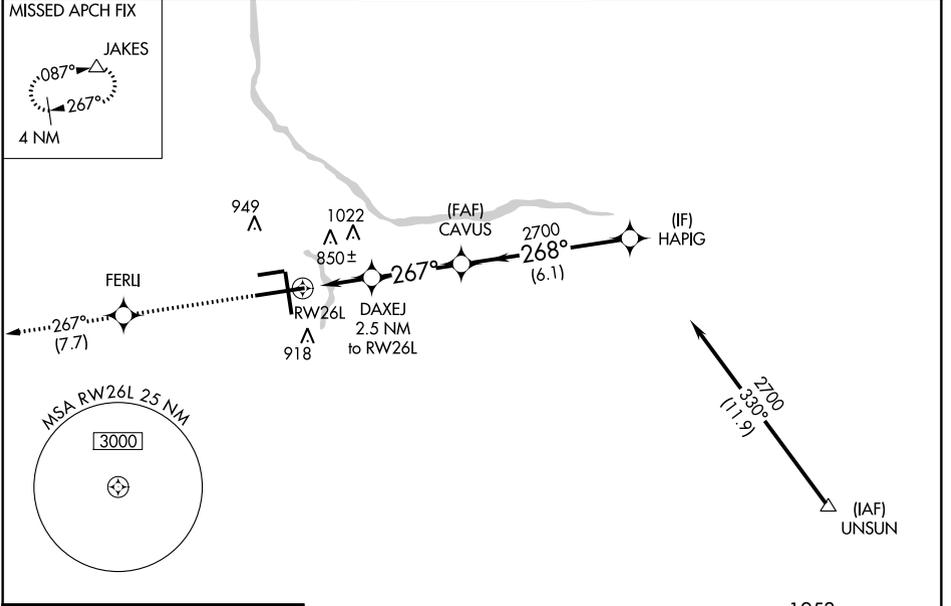 MISSED APCH FIX
JAKES
087°
267°
4 NM
949
1022
850±
(FAF)
CAVUS
2700
268°
(6.1)
(IF)
HAPIG
267°
FERLI
RW26L
DAXEJ
2.5 NM
to RW26L
918
267°
(7.7)
MSA RW26L 25 NM
3000
2700
330°
(11.9)
(IAF)
UNSUN